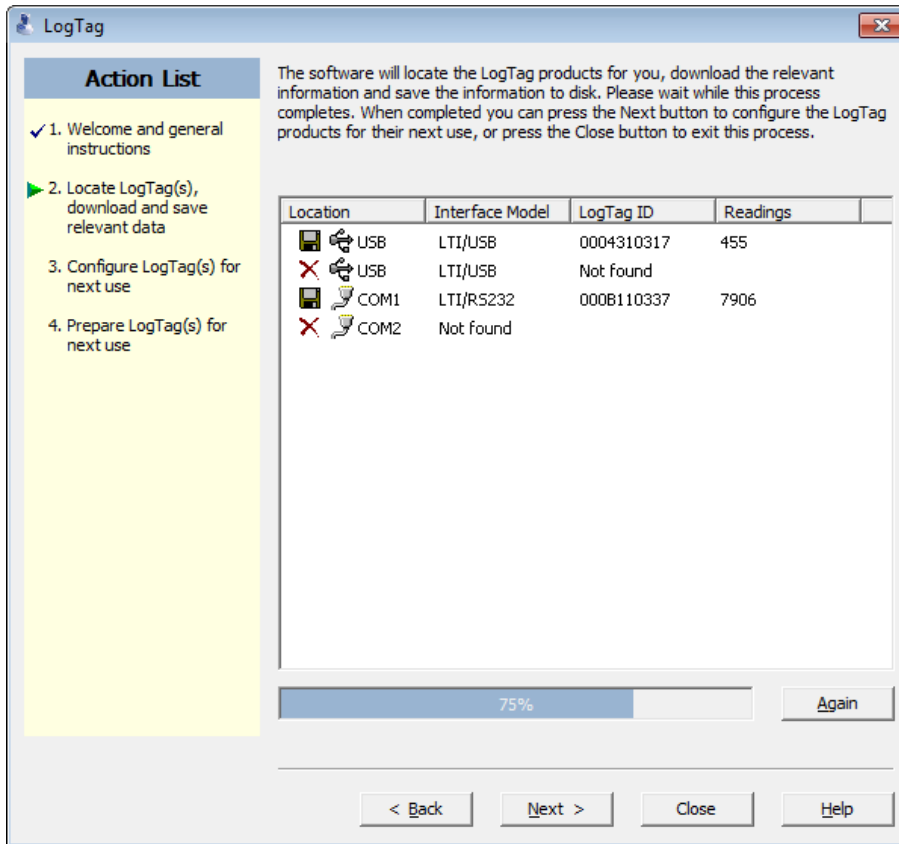 LogTag
Action List
1. Welcome and general
instructions
2. Locate LogTag(s),
download and save
relevant data
3. Configure LogTag(s) for
next use
4. Prepare LogTag(s) for
next use
The software will locate the LogTag products for you, download the relevant
information and save the information to disk. Please wait while this process
completes. When completed you can press the Next button to configure the LogTag
products for their next use, or press the Close button to exit this process.
Location Interface Model LogTag ID Readings
USB LTI/USB 0004310317 455
USB LTI/USB Not found
COM1 LTI/RS232 000B110337 7906
COM2 Not found
75%
Again
< Back Next > Close Help